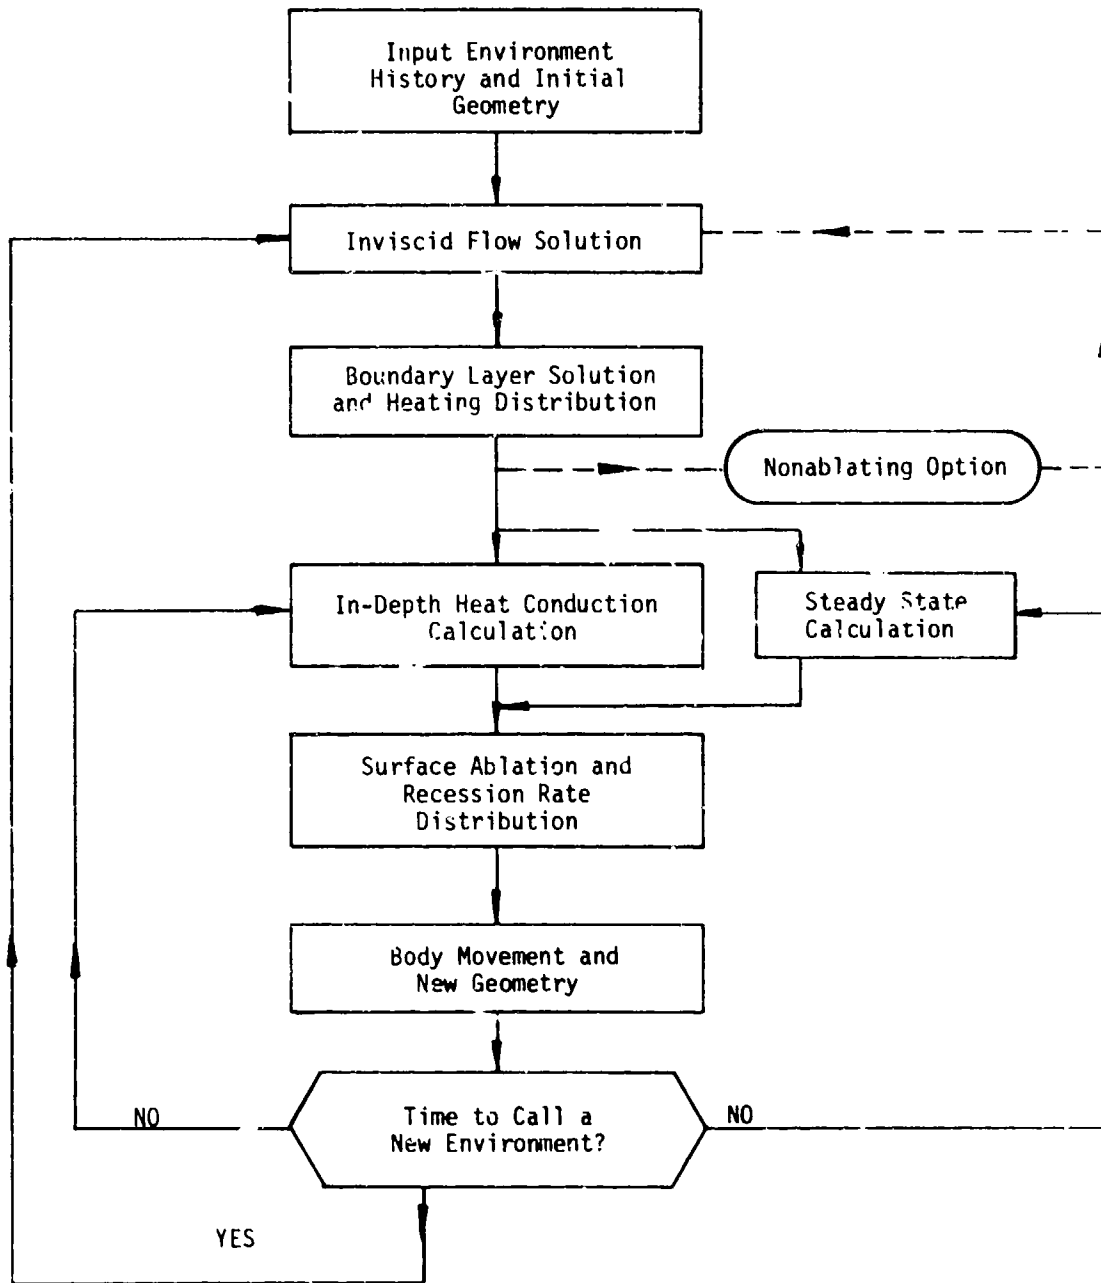 Input Environment
History and Initial
Geometry
Inviscid Flow Solution
Boundary Layer Solution
and Heating Distribution
Nonablating Option
In-Depth Heat Conduction
Calculation
Steady State
Calculation
Surface Ablation and
Recession Rate
Distribution
Body Movement and
New Geometry
NO
Time to Call a
New Environment?
NO
YES